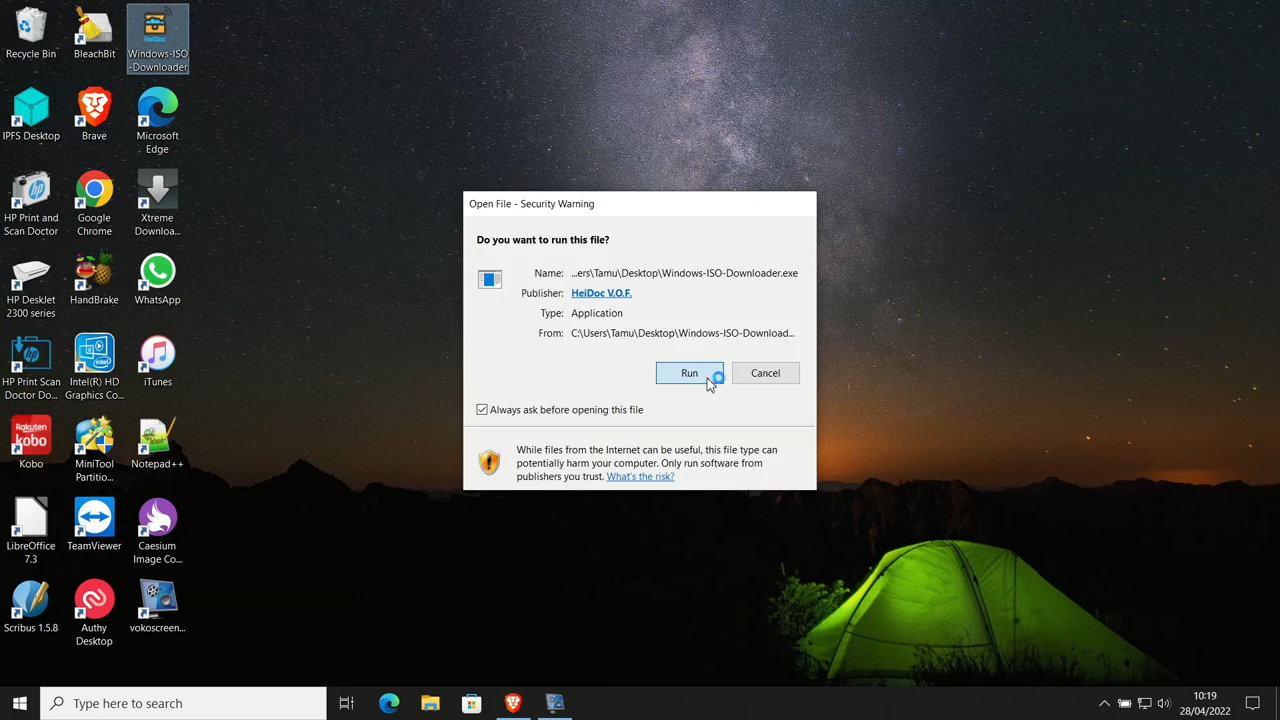 Recycle Bin
BleachBit
HeiDoc
Windows-ISO
-Downloader
IPFS Desktop
Brave
Microsoft
Edge
HP Print and
Scan Doctor
Google
Chrome
Xtreme
Downloa...
HP DeskJet
2300 series
HandBrake
WhatsApp
HP Print Scan
Doctor Do...
intel
Intel(R) HD
Graphics Co...
iTunes
Rakuten
kobo
Kobo
MiniTool
Partitio...
Notepad++
LibreOffice
7.3
TeamViewer
Caesium
Image Co...
Scribus 1.5.8
Authy
Desktop
vokoscreen...
Open File - Security Warning
Do you want to run this file?
Name: ...ers\Tamu\Desktop\Windows-ISO-Downloader.exe
Publisher: HeiDoc V.O.F.
Type: Application
From: C:\Users\Tamu\Desktop\Windows-ISO-Download...
Run Cancel
Always ask before opening this file
While files from the Internet can be useful, this file type can
potentially harm your computer. Only run software from
publishers you trust. What's the risk?
Type here to search
10:19
28/04/2022